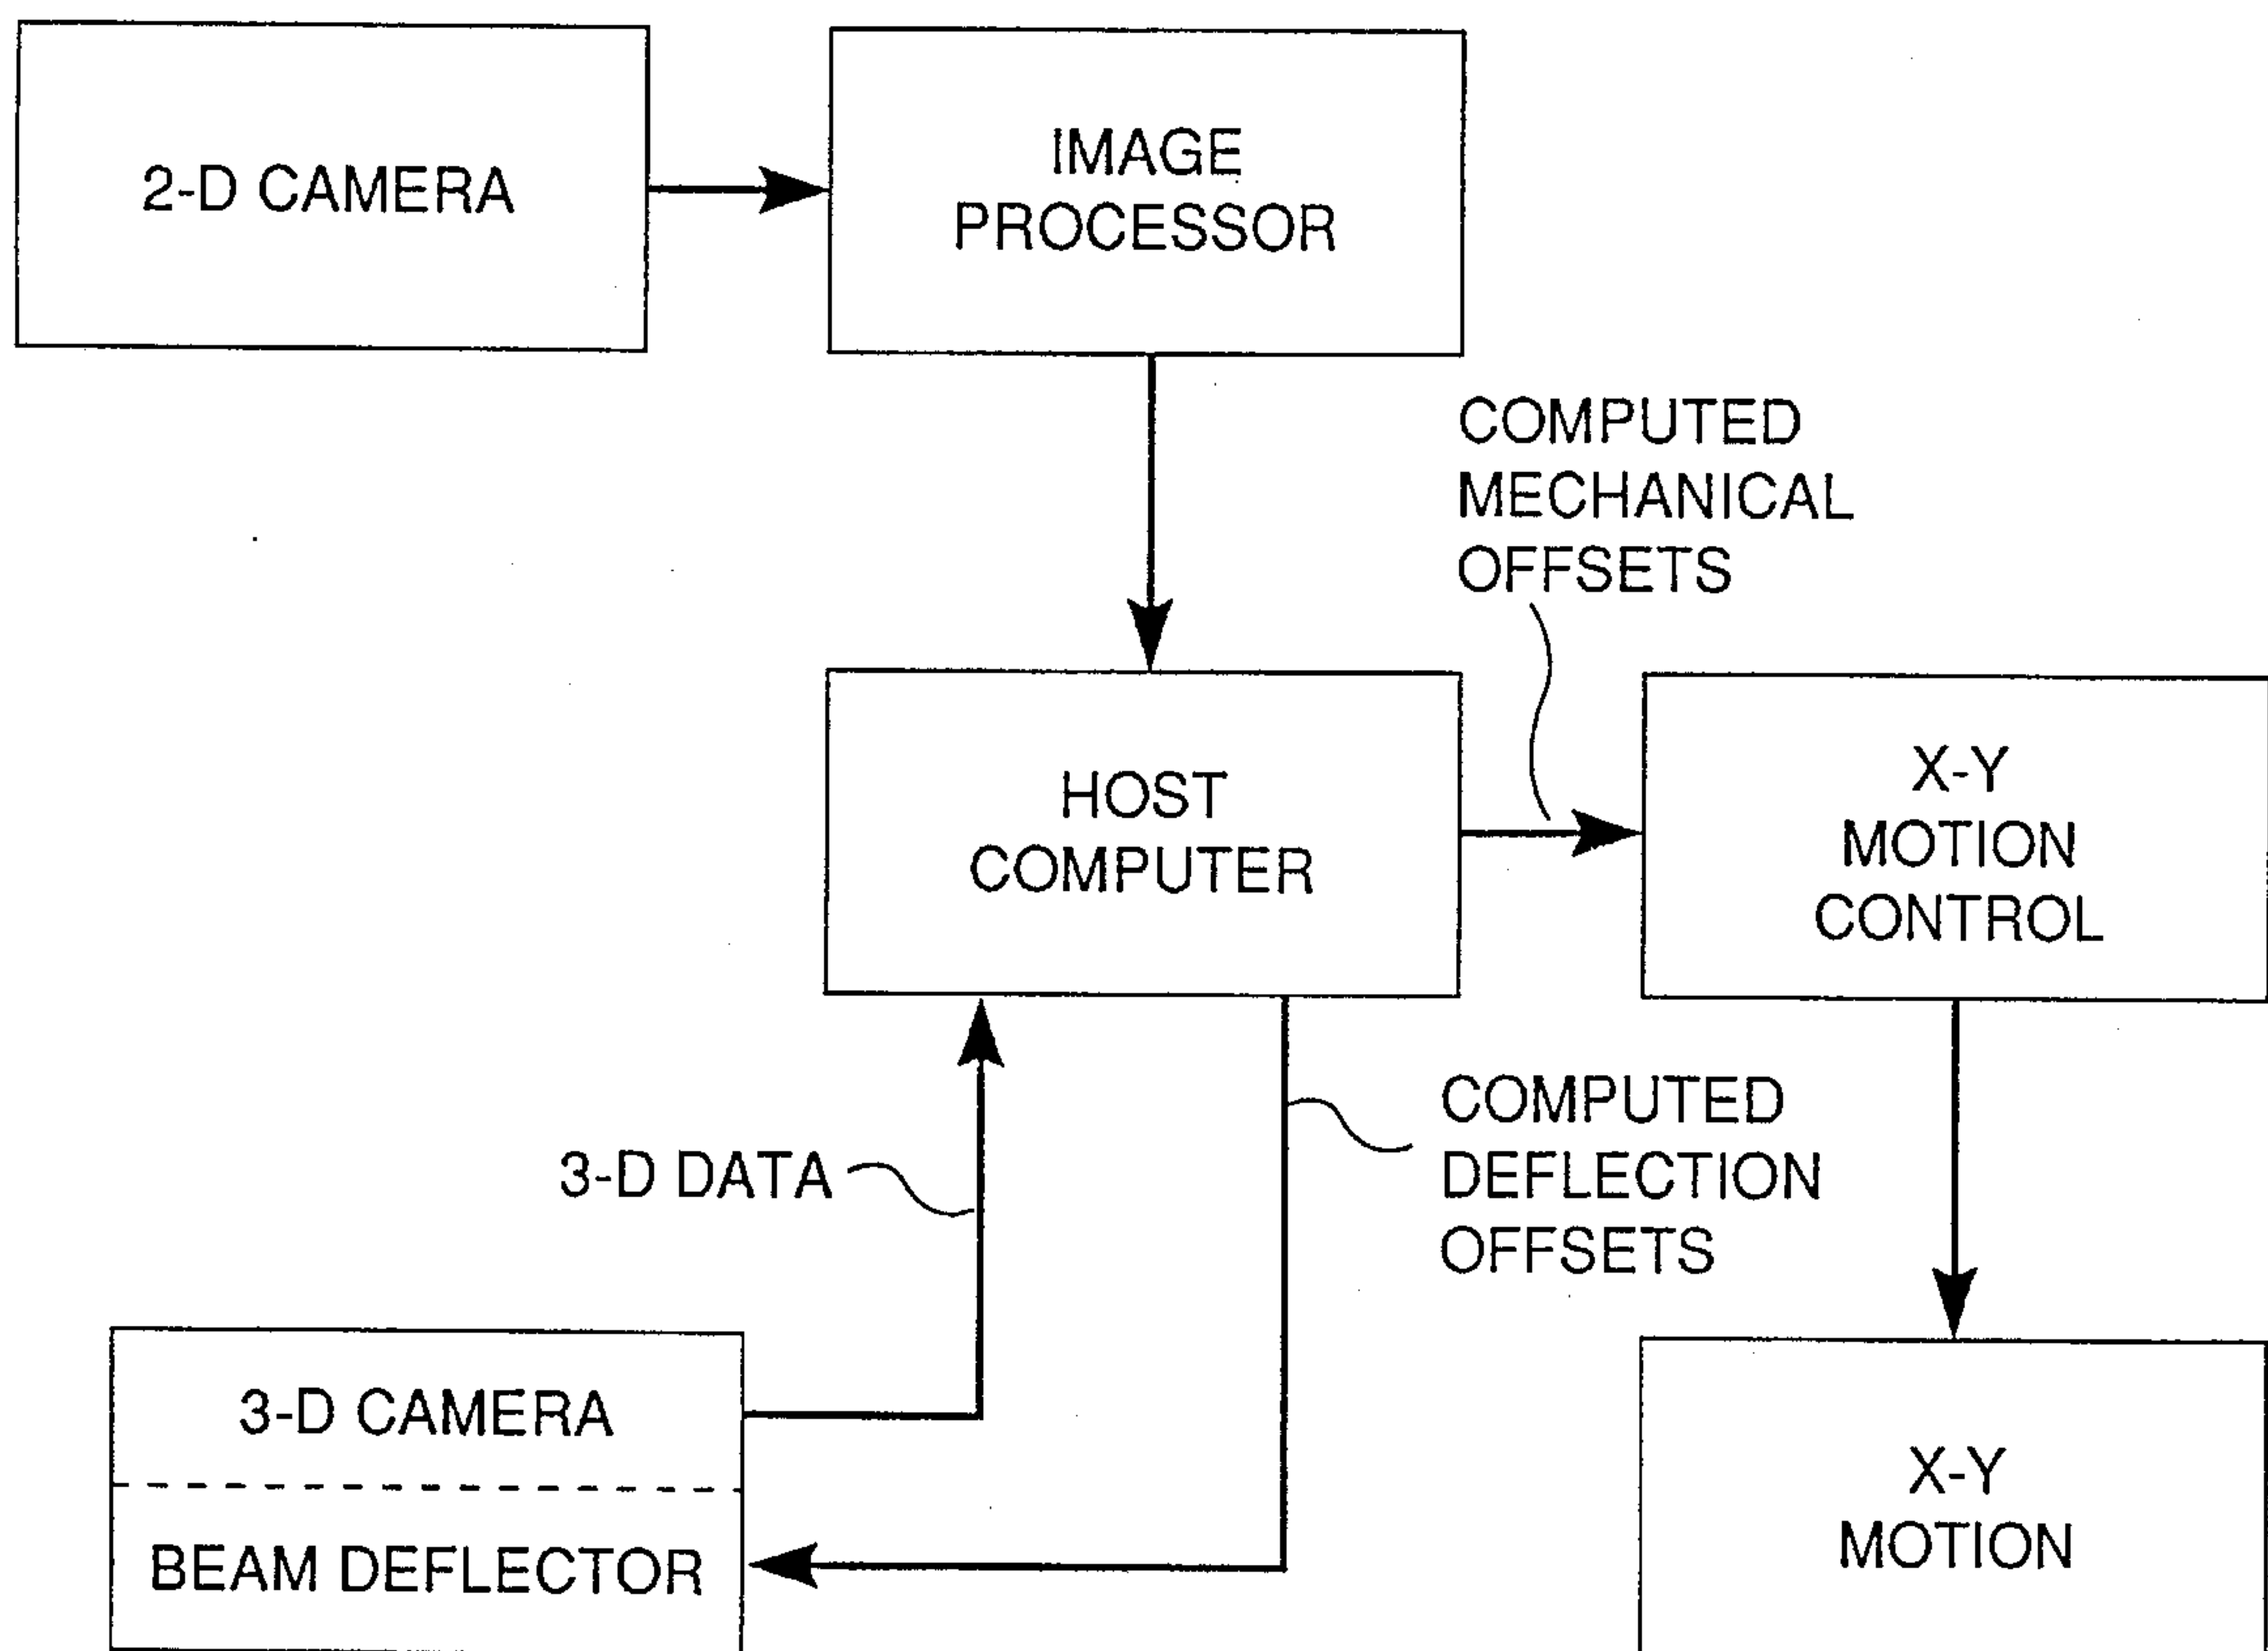 2-D CAMERA
IMAGE
PROCESSOR
COMPUTED
MECHANICAL
OFFSETS
HOST
COMPUTER
X-Y
MOTION
CONTROL
3-D DATA
COMPUTED
DEFLECTION
OFFSETS
3-D CAMERA
BEAM DEFLECTOR
X-Y
MOTION